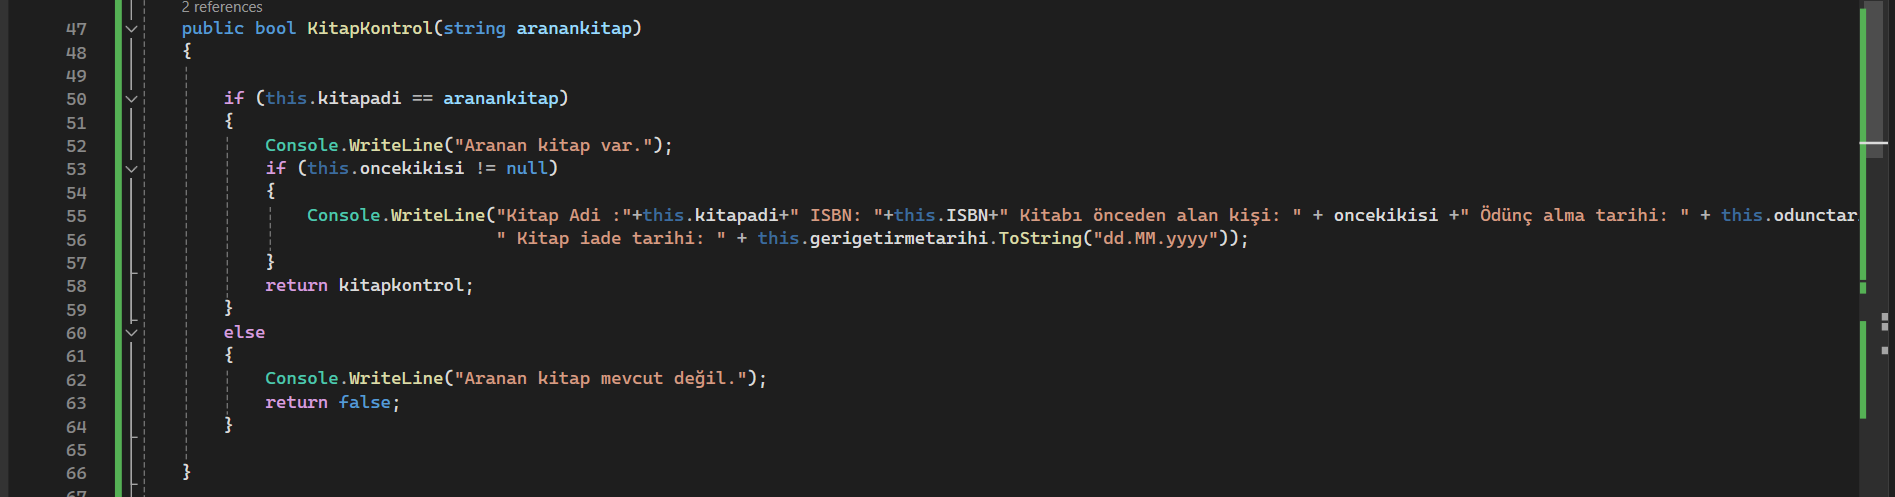 2 references
47 public bool KitapKontrol(string aranankitap)
48 {
49
50 if (this.kitapadi == aranankitap)
51 {
52 Console.WriteLine("Aranan kitap var.");
53 if (this.oncekikisi != null)
54 {
55 Console.WriteLine("Kitap Adi :"+this.kitapadi+" ISBN: "+this.ISBN+" Kitabı önceden alan kişi: " + oncekikisi +" Ödünç alma tarihi: " + this.odunctar
56 " Kitap iade tarihi: " + this.gerigetirmetarihi.ToString("dd.MM.yyyy"));
57 }
58 return kitapkontrol;
59 }
60 else
61 {
62 Console.WriteLine("Aranan kitap mevcut değil.");
63 return false;
64 }
65
66 }
67